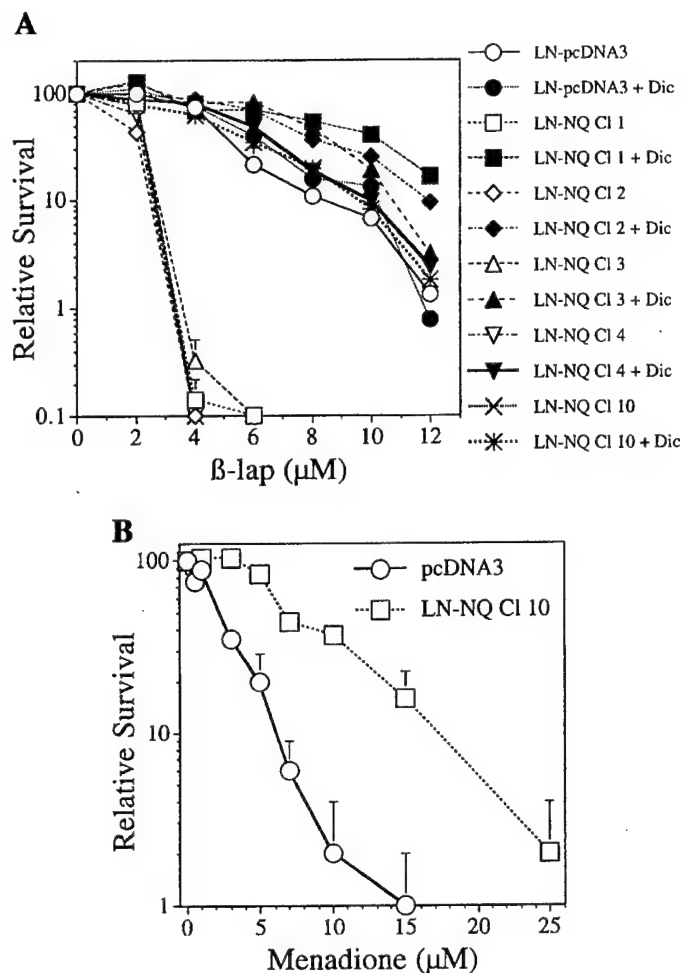 A
LN-pcDNA3
LN-pcDNA3 + Dic
LN-NQ Cl 1
LN-NQ Cl 1 + Dic
LN-NQ Cl 2
LN-NQ Cl 2 + Dic
LN-NQ Cl 3
LN-NQ Cl 3 + Dic
LN-NQ Cl 4
LN-NQ Cl 4 + Dic
LN-NQ Cl 10
LN-NQ Cl 10 + Dic
Relative Survival
100
10
1
0.1
0 2 4 6 8 10 12
ß-lap (µM)
B
pcDNA3
LN-NQ Cl 10
Relative Survival
100
10
1
0 5 10 15 20 25
Menadione (µM)